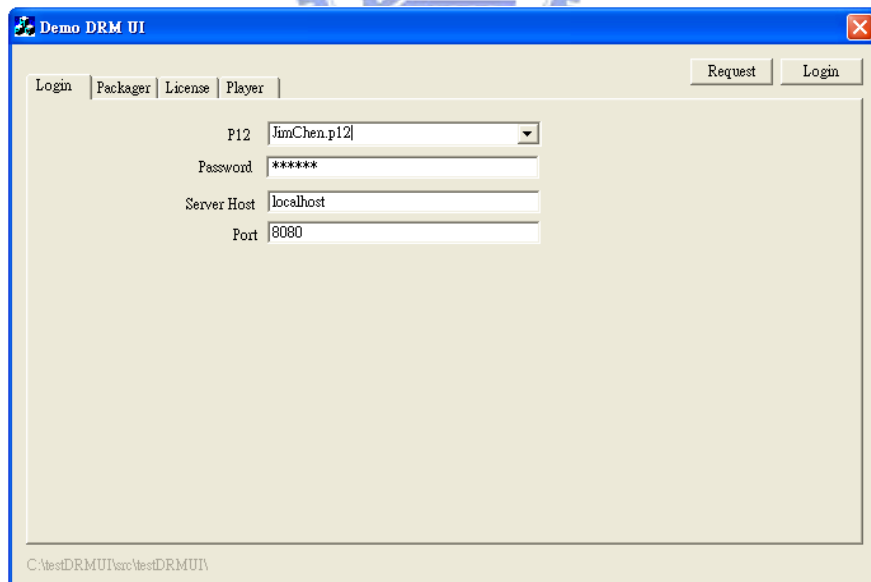 Demo DRM UI
Request Login
Login Packager License Player
P12 JimChen.p12
Password ******
Server Host localhost
Port 8080
C:\testDRMUI\src\testDRMUI\